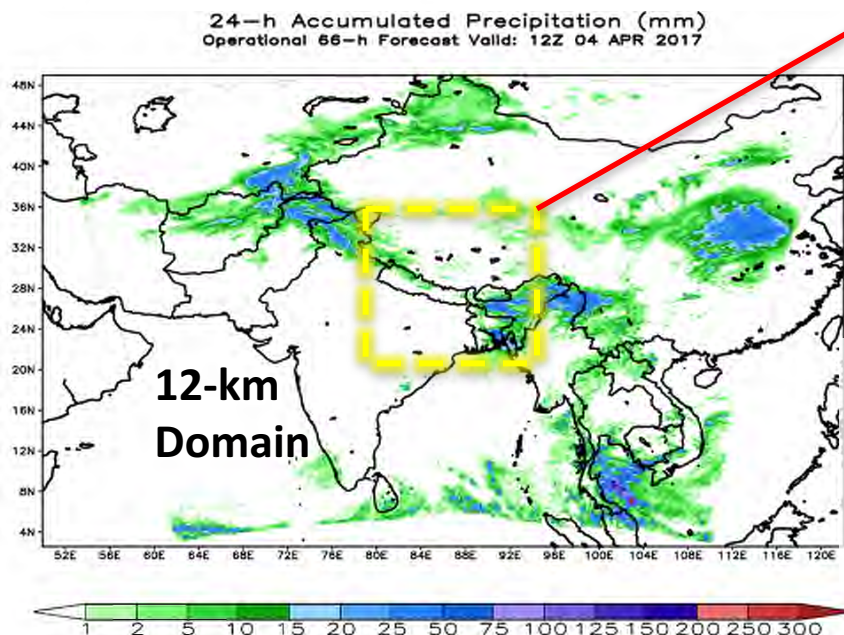 24-h Accumulated Precipitation (mm)
Operational 66-h Forecast Valid: 12Z 04 APR 2017
48N
44N
40N
36N
32N
28N
24N
20N
16N
12N
8N
4N
12-km
Domain
52E 56E 60E 64E 68E 72E 76E 80E 84E 88E 92E 96E 100E 104E 108E 112E 116E 120E
1 2 5 10 15 20 25 50 75 100 125 150 200 250 300